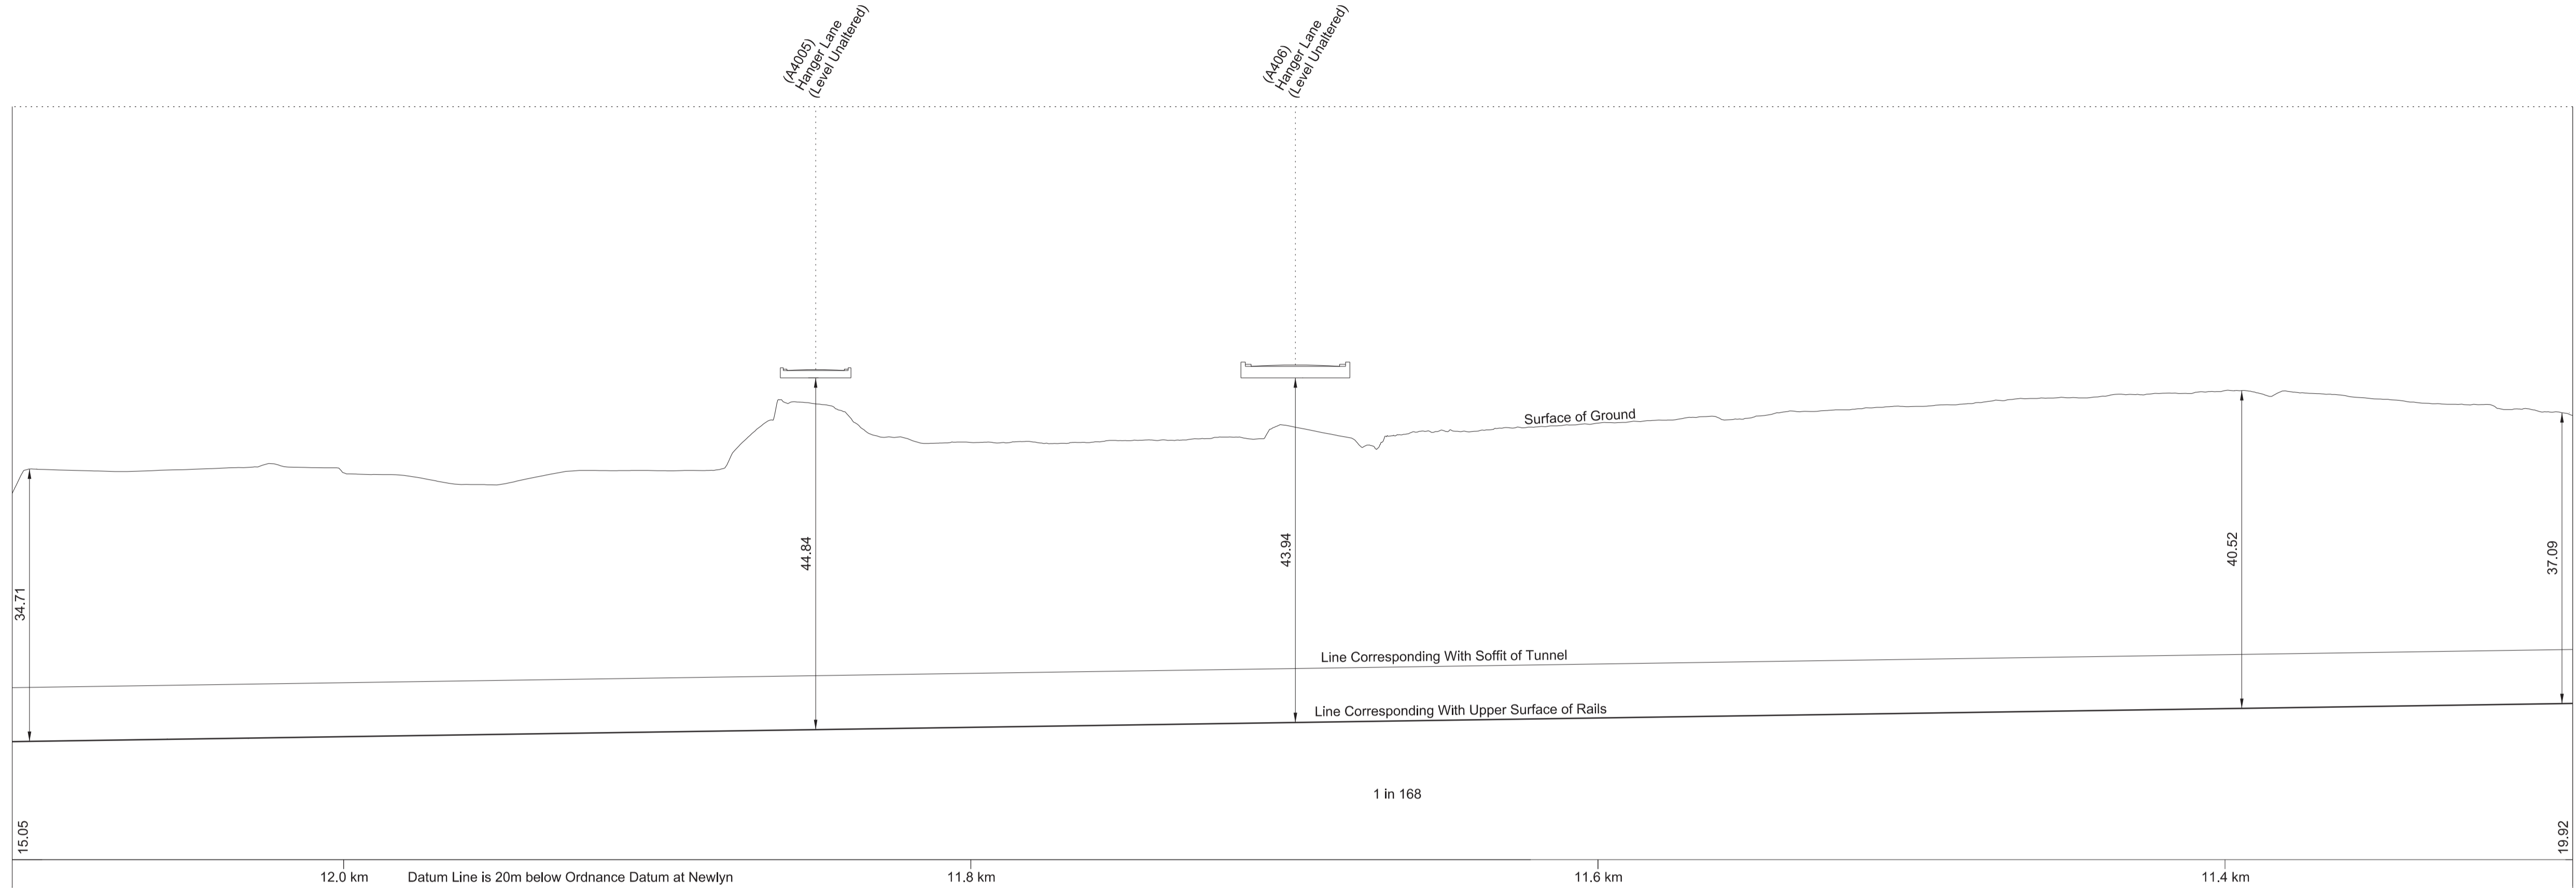 (A4005)
Hanger Lane
(Level Unaltered)
(A406)
Hanger Lane
(Level Unaltered)
Surface of Ground
34.71
44.84
43.94
40.52
37.09
Line Corresponding With Soffit of Tunnel
Line Corresponding With Upper Surface of Rails
1 in 168
15.05
19.92
12.0 km
Datum Line is 20m below Ordnance Datum at Newlyn
11.8 km
11.6 km
11.4 km